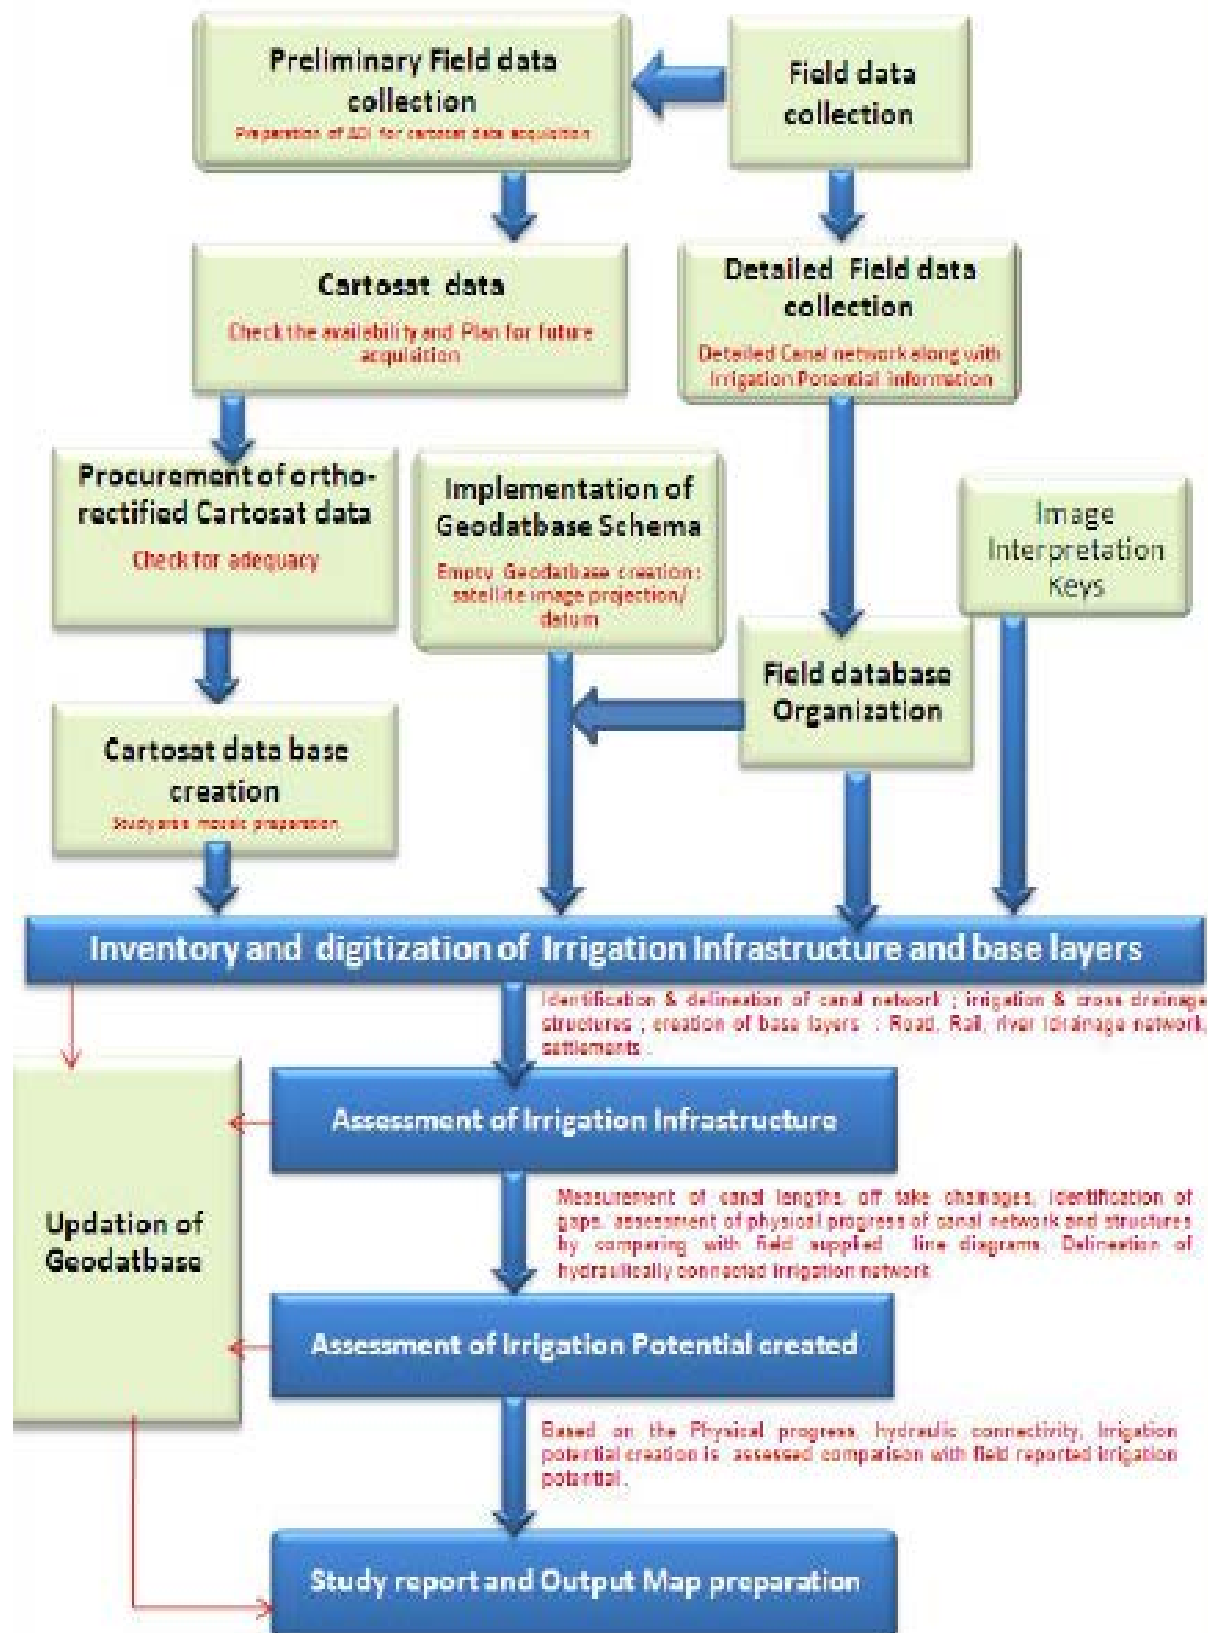 Preliminary Field data
collection
Preparation of AOI for cartosat data acquisition
Field data
collection
Cartosat data
Check the availability and Plan for future
acquisition
Detailed Field data
collection
Detailed Canal network along with
Irrigation Potential information
Procurement of ortho-
rectified Cartosat data
Check for adequacy
Implementation of
Geodatbase Schema
Empty Geodatbase creation :
satellite image projection/
datum
Image
Interpretation
Keys
Field database
Organization
Cartosat data base
creation
Study area mosaic preparation
Inventory and digitization of Irrigation Infrastructure and base layers
Identification & delineation of canal network ; irrigation & cross drainage
structures ; creation of base layers : Road, Rail, river /drainage network,
settlements .
Assessment of Irrigation Infrastructure
Measurement of canal lengths, off take chainages, identification of
gaps, assessment of physical progress of canal network and structures
by comparing with field supplied line diagrams. Delineation of
hydraulically connected irrigation network
Updation of
Geodatbase
Assessment of Irrigation Potential created
Based on the Physical progress, hydraulic connectivity, Irrigation
potential creation is assessed comparison with field reported irrigation
potential .
Study report and Output Map preparation